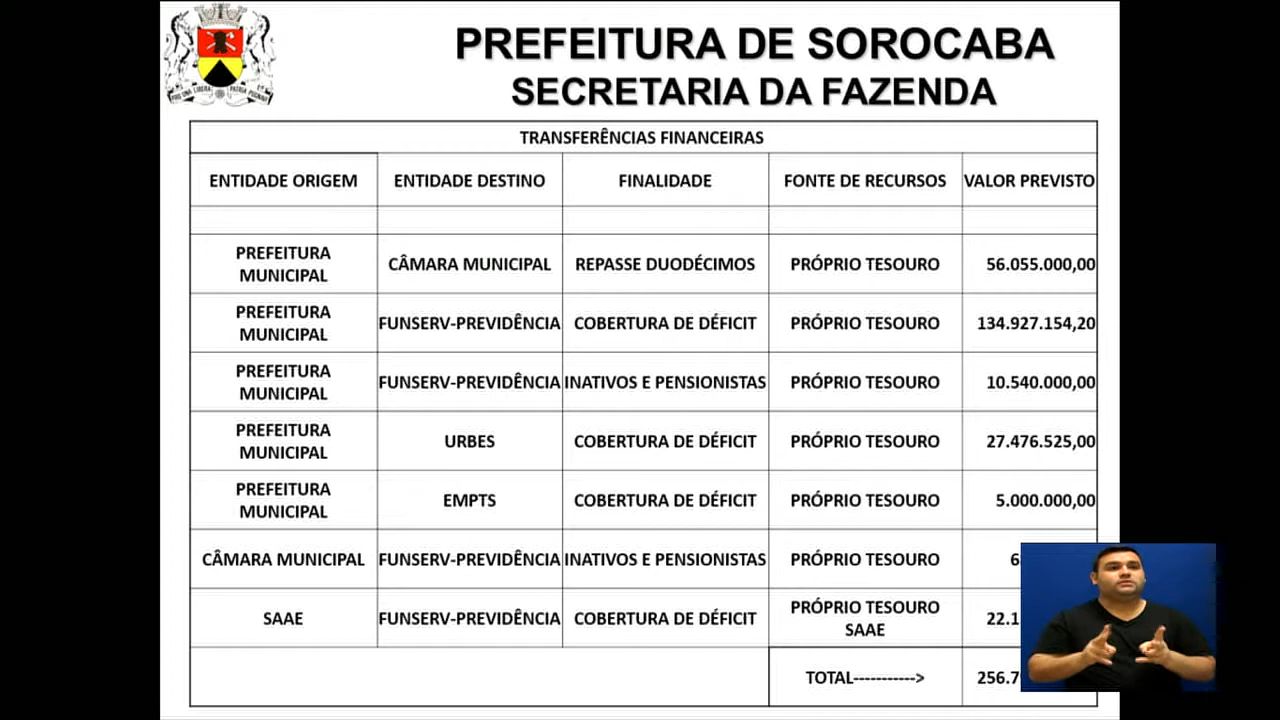 PREFEITURA DE SOROCABA
SECRETARIA DA FAZENDA
TRANSFERÊNCIAS FINANCEIRAS
ENTIDADE ORIGEM ENTIDADE DESTINO FINALIDADE FONTE DE RECURSOS VALOR PREVISTO
PREFEITURA MUNICIPAL CÂMARA MUNICIPAL REPASSE DUODÉCIMOS PRÓPRIO TESOURO 56.055.000,00
PREFEITURA MUNICIPAL FUNSERV-PREVIDÊNCIA COBERTURA DE DÉFICIT PRÓPRIO TESOURO 134.927.154,20
PREFEITURA MUNICIPAL FUNSERV-PREVIDÊNCIA INATIVOS E PENSIONISTAS PRÓPRIO TESOURO 10.540.000,00
PREFEITURA MUNICIPAL URBES COBERTURA DE DÉFICIT PRÓPRIO TESOURO 27.476.525,00
PREFEITURA MUNICIPAL EMPTS COBERTURA DE DÉFICIT PRÓPRIO TESOURO 5.000.000,00
CÂMARA MUNICIPAL FUNSERV-PREVIDÊNCIA INATIVOS E PENSIONISTAS PRÓPRIO TESOURO
SAAE FUNSERV-PREVIDÊNCIA COBERTURA DE DÉFICIT PRÓPRIO TESOURO SAAE
TOTAL----------->